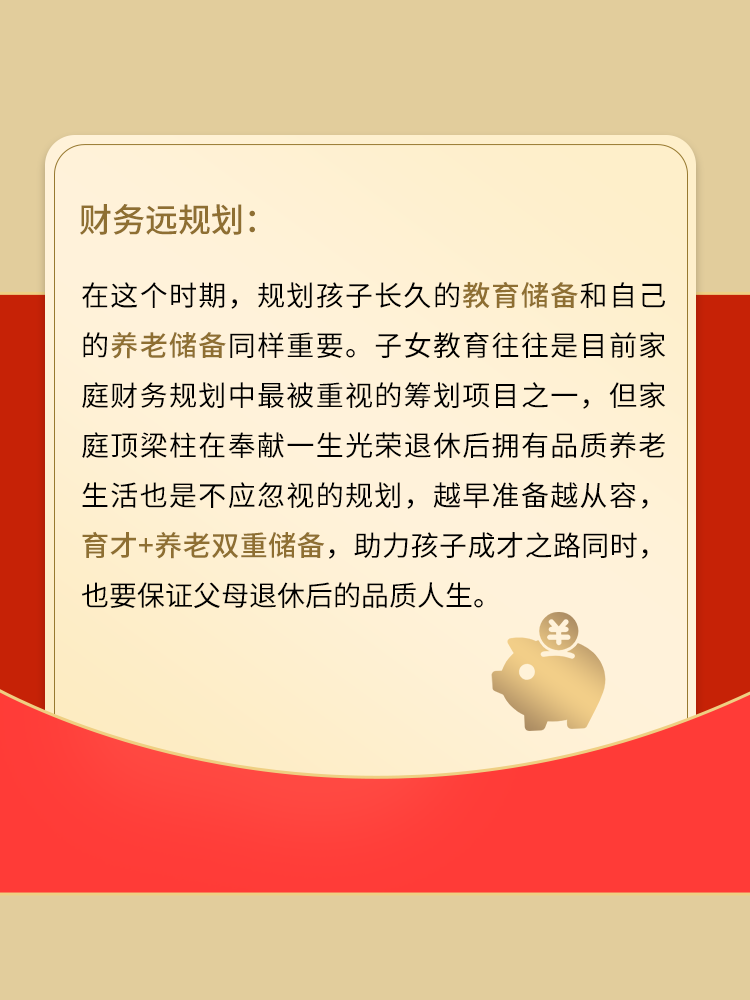 财务远规划：
在这个时期，规划孩子长久的教育储备和自己
的养老储备同样重要。子女教育往往是目前家
庭财务规划中最被重视的筹划项目之一，但家
庭顶梁柱在奉献一生光荣退休后拥有品质养老
生活也是不应忽视的规划，越早准备越从容，
育才+养老双重储备，助力孩子成才之路同时，
也要保证父母退休后的品质人生。
¥